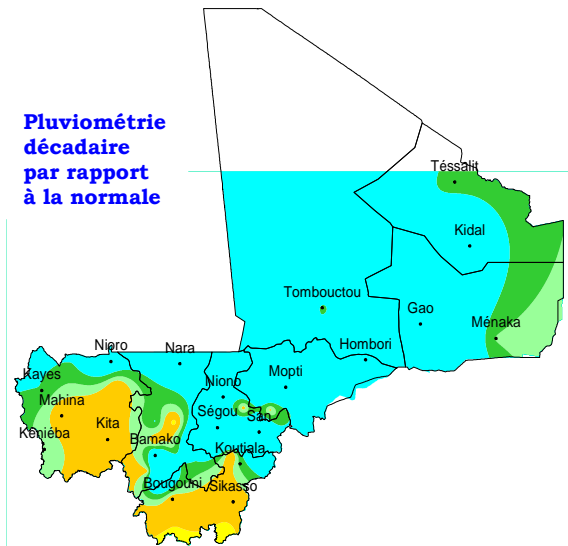 Pluviométrie
décadaire
par rapport
à la normale
Téssalit
Kidal
Tombouctou
Gao
Ménaka
Hombori
Nioro
Nara
Mopti
Kayes
Niono
Mahina
Ségou
San
Kéniéba
Kita
Bamako
Koutiala
Bougouni
Sikasso